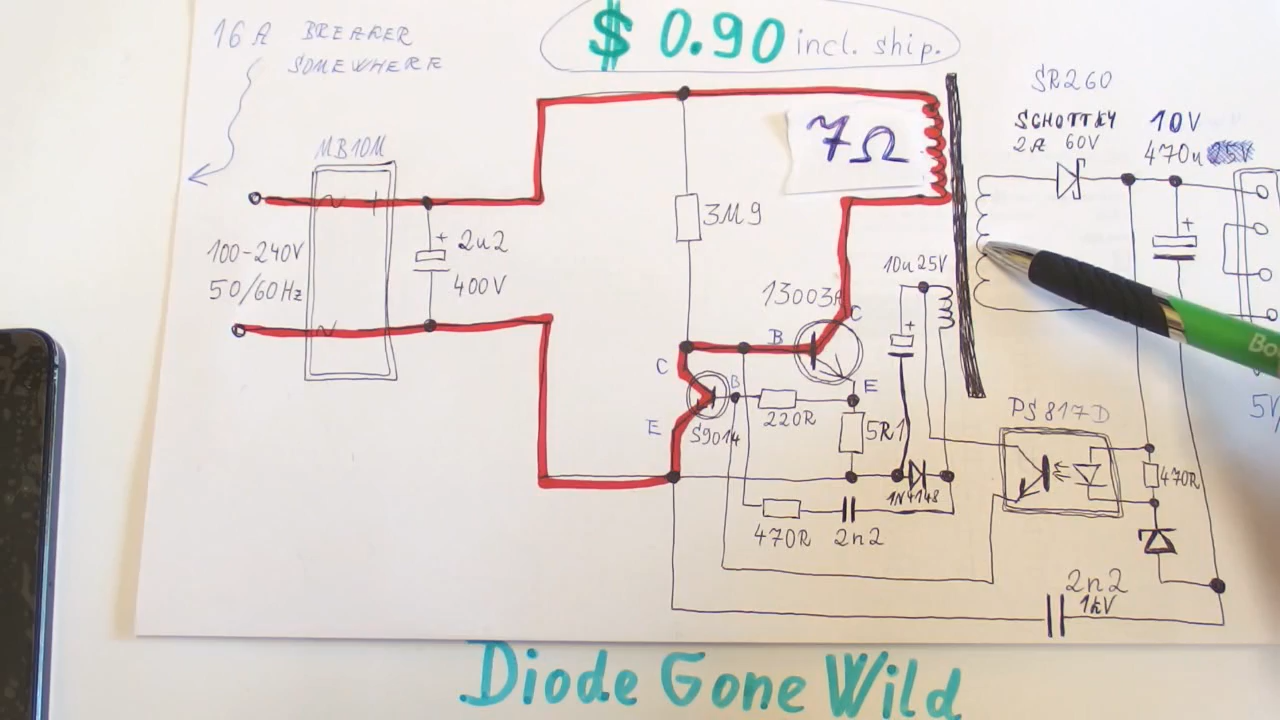 16A BREAKER
SOMEWHERE
$ 0.90 incl. ship.
SR260
SCHOTTKY
2A 60V
10V
470u 25V
MB10M
~ +
7Ω
3M9
100-240V
50/60Hz
+
2u2
400V
10u 25V
+
+
13003A
C
B
E
C
B
E
S9014
220R
5R1
1N4148
PS817D
470R
470R 2n2
~
2n2
1kV
5V/
Diode Gone Wild